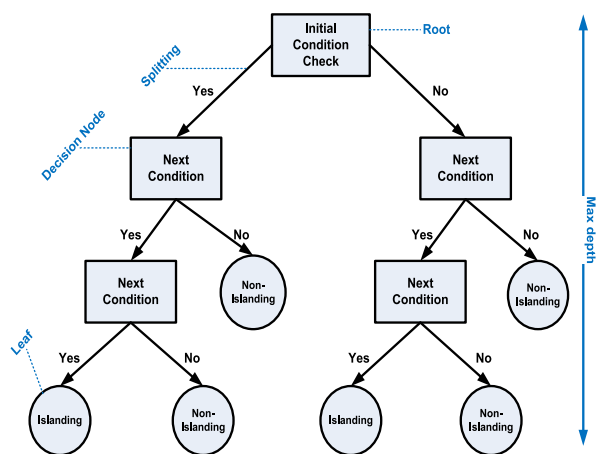 Initial
Condition
Check
Root
Splitting
Yes
No
Decision Node
Next
Condition
Next
Condition
Max depth
Yes
No
Yes
No
Next
Condition
Non-
Islanding
Next
Condition
Non-
Islanding
Leaf
Yes
No
Yes
No
Islanding
Non-
Islanding
Islanding
Non-
Islanding